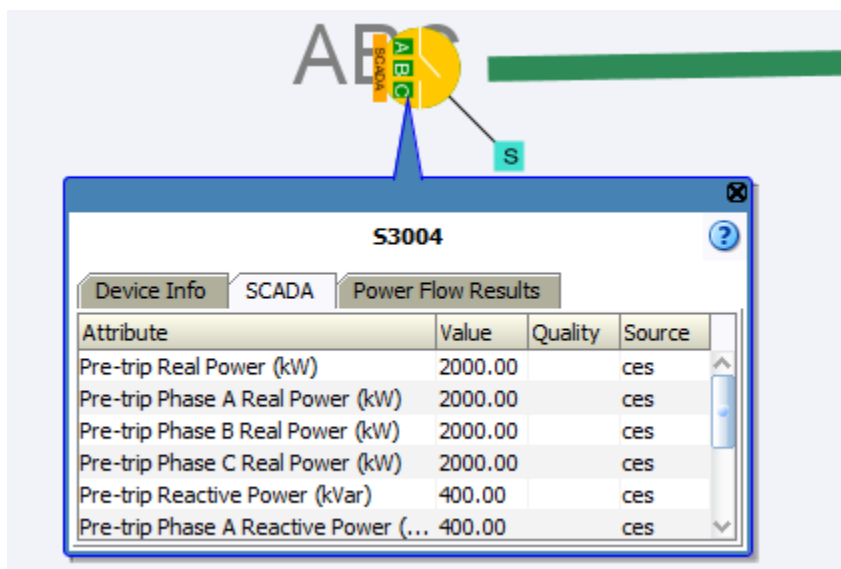 ABC
SCADA
A
B
C
S
S3004
?
Device Info SCADA Power Flow Results
Attribute Value Quality Source
Pre-trip Real Power (kW) 2000.00 ces
Pre-trip Phase A Real Power (kW) 2000.00 ces
Pre-trip Phase B Real Power (kW) 2000.00 ces
Pre-trip Phase C Real Power (kW) 2000.00 ces
Pre-trip Reactive Power (kVar) 400.00 ces
Pre-trip Phase A Reactive Power (... 400.00 ces